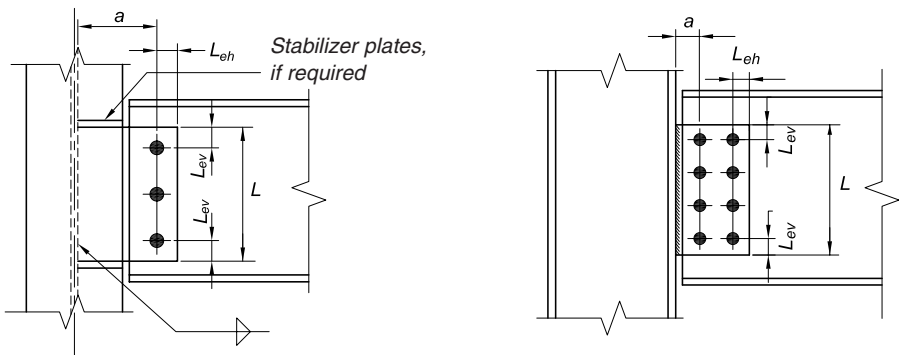 a
L_eh
Stabilizer plates,
if required
L_ev
L
L_ev
a
L_eh
L_ev
L
L_ev